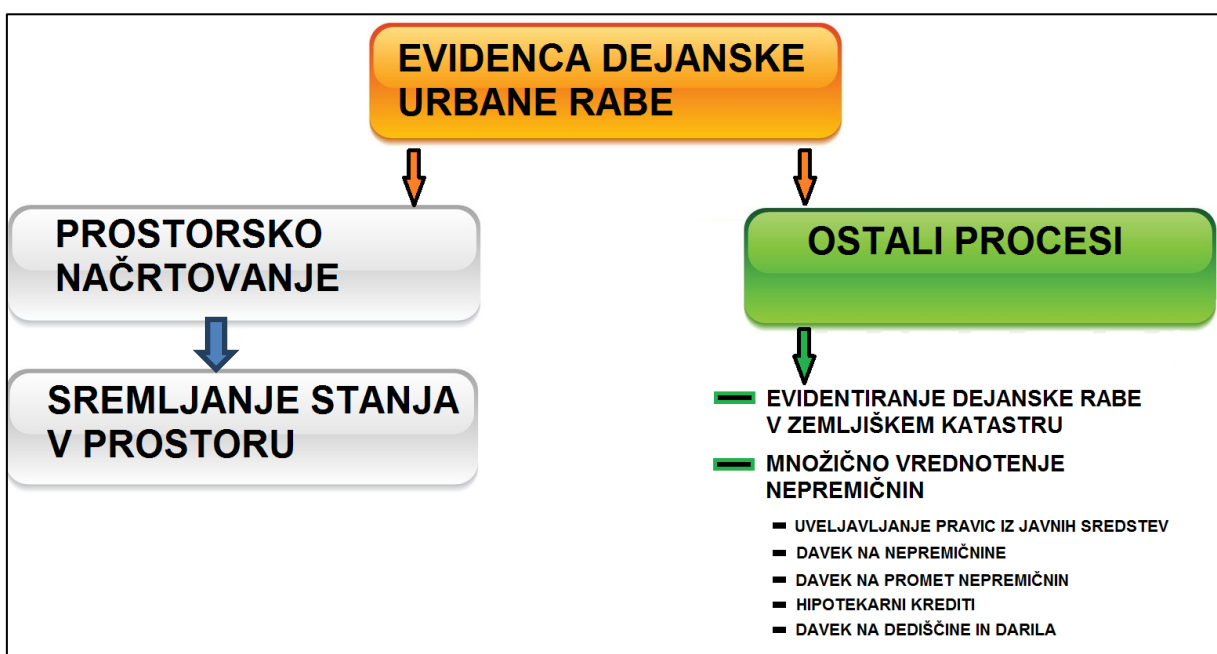 EVIDENCA DEJANSKE
URBANE RABE
PROSTORSKO
NAČRTOVANJE
SREMLJANJE STANJA
V PROSTORU
OSTALI PROCESI
EVIDENTIRANJE DEJANSKE RABE
V ZEMLJIŠKEM KATASTRU
MNOŽIČNO VREDNOTENJE
NEPREMIČNIN
UVELJAVLJANJE PRAVIC IZ JAVNIH SREDSTEV
DAVEK NA NEPREMIČNINE
DAVEK NA PROMET NEPREMIČNIN
HIPOTEKARNI KREDITI
DAVEK NA DEDIŠČINE IN DARILA